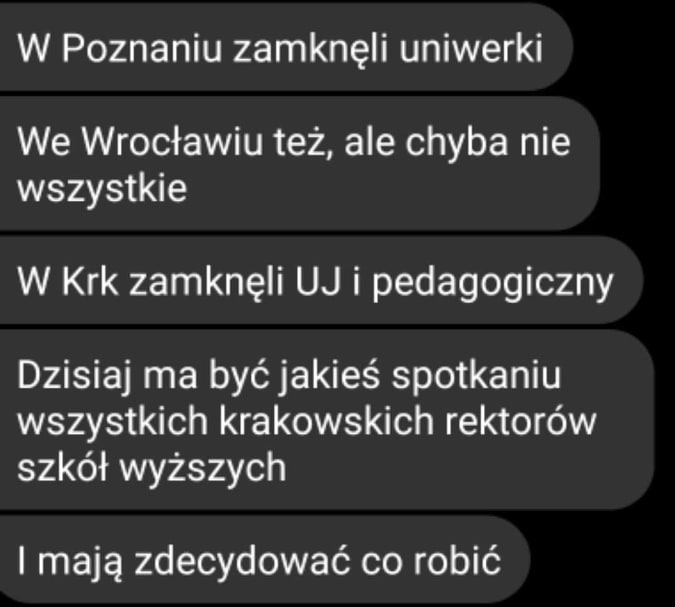 W Poznaniu zamknęli uniwerki
We Wrocławiu też, ale chyba nie
wszystkie
W Krk zamknęli UJ i pedagogiczny
Dzisiaj ma być jakieś spotkaniu
wszystkich krakowskich rektorów
szkół wyższych
I mają zdecydować co robić